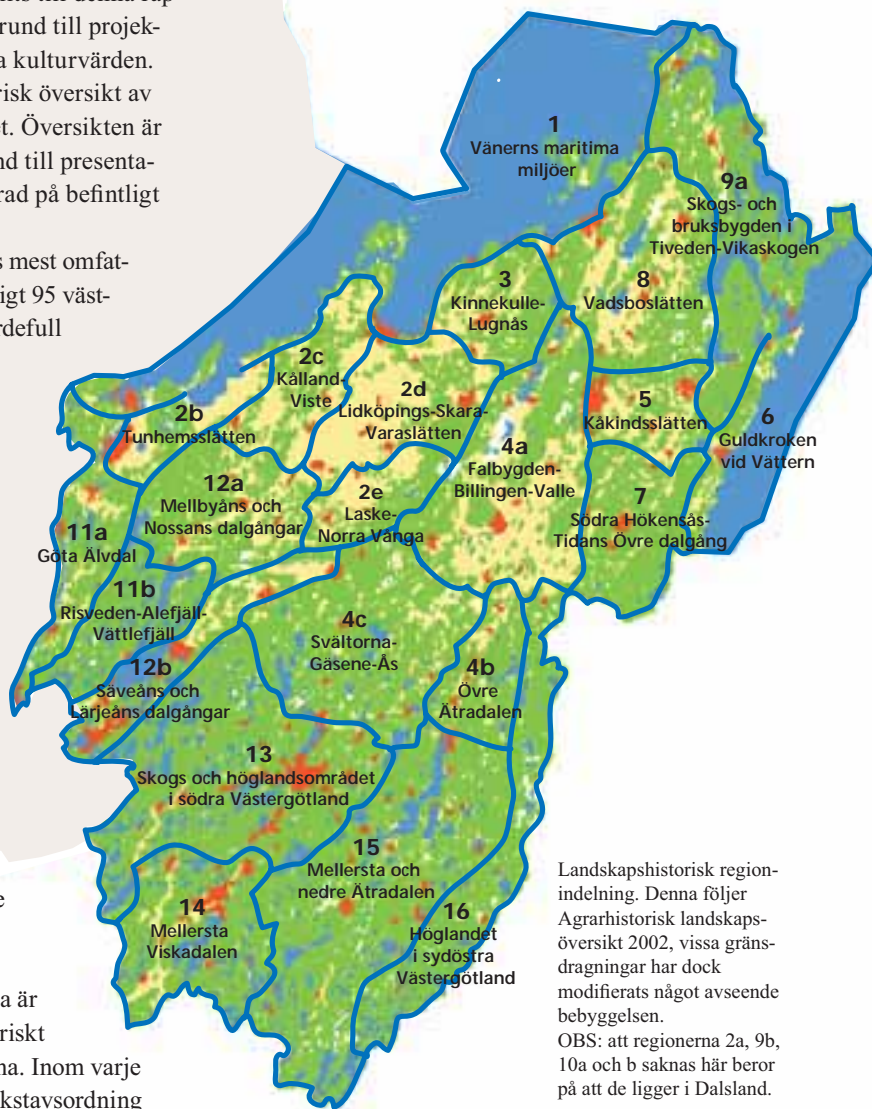 rund till projek-
a kulturvärden.
risk översikt av
et. Översikten är
nd till presenta-
rad på befintligt
s mest omfat-
igt 95 väst-
rdefull
1
Vänerns maritima
miljöer
9a
Skogs- och
bruksbygden i
Tiveden-Vikaskogen
3
Kinnekulle-
Lugnås
8
Vadsboslätten
2c
Kålland-
Viste
2d
Lidköpings-Skara-
Varaslätten
2b
Tunhemsslätten
5
Kåkindsslätten
6
Guldkroken
vid Vättern
4a
Falbygden-
Billingen-Valle
12a
Mellbyåns och
Nossans dalgångar
2e
Laske-
Norra Vånga
7
Södra Hökensås-
Tidans Övre dalgång
11a
Göta Älvdal
11b
Risveden-Alefjäll-
Vättlefjäll
4c
Svältorna-
Gäsene-Ås
4b
Övre
Ätradalen
12b
Säveåns och
Lärjeåns dalgångar
13
Skogs och höglandsområdet
i södra Västergötland
15
Mellersta och
nedre Ätradalen
14
Mellersta
Viskadalen
16
Höglandet
i sydöstra
Västergötland
Landskapshistorisk region-
indelning. Denna följer
Agrarhistorisk landskaps-
översikt 2002, vissa gräns-
dragningar har dock
modifierats något avseende
bebyggelsen.
OBS: att regionerna 2a, 9b,
10a och b saknas här beror
på att de ligger i Dalsland.
e
a är
riskt
na. Inom varje
kstavsordning